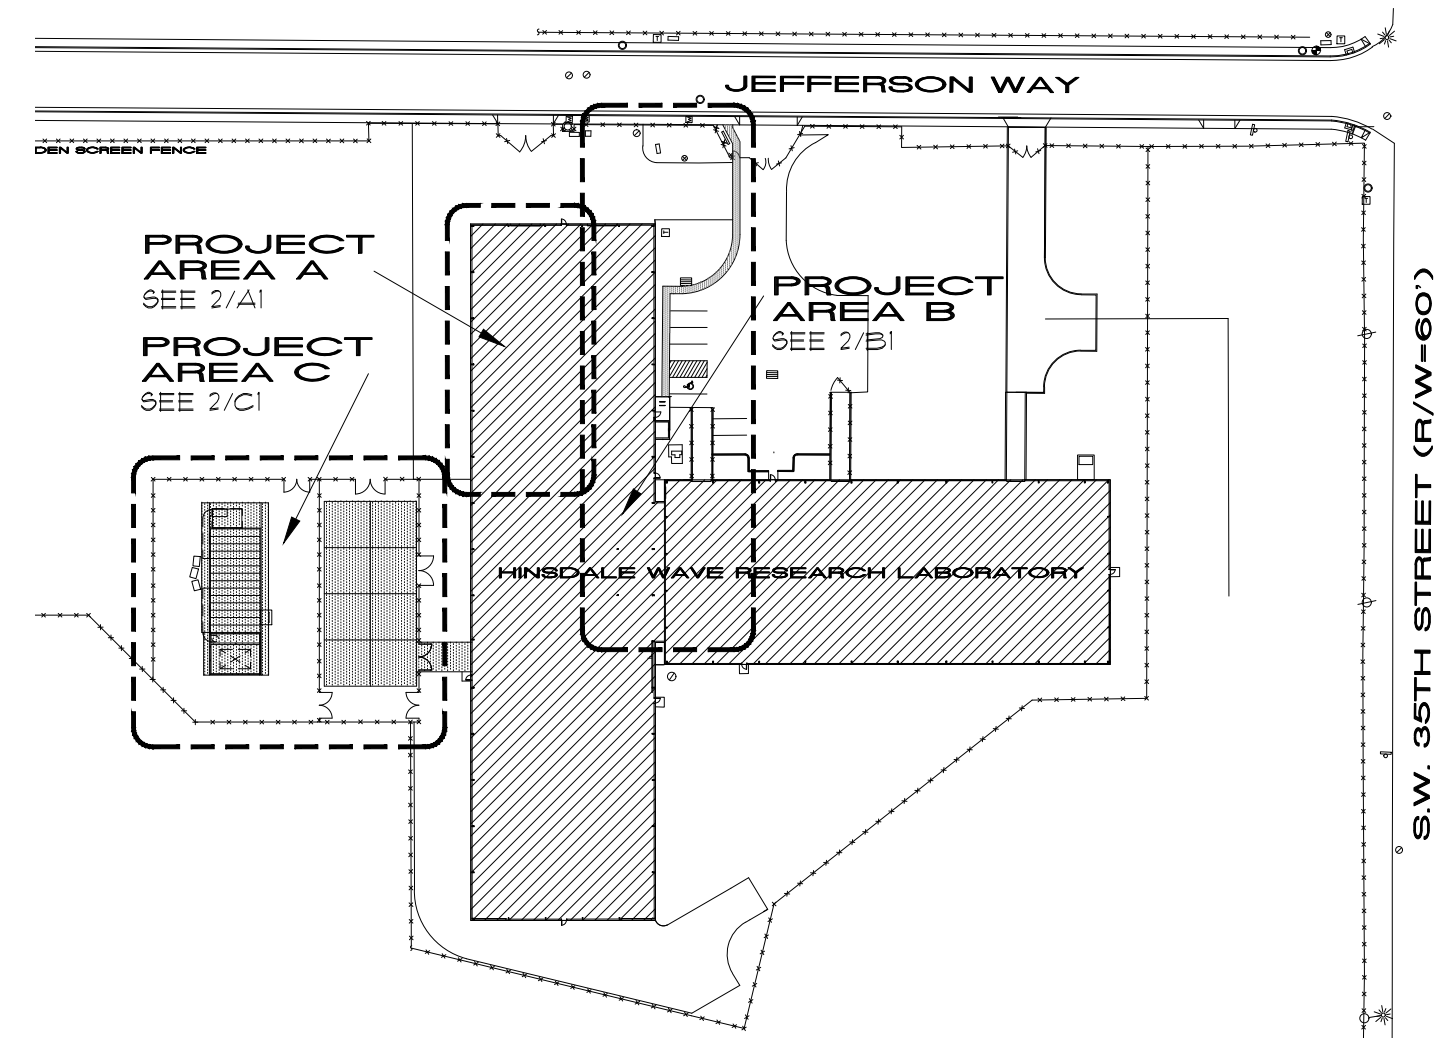 JEFFERSON WAY
DEN SCREEN FENCE
PROJECT
AREA A
SEE 2/A1
PROJECT
AREA B
SEE 2/B1
PROJECT
AREA C
SEE 2/C1
HINSDALE WAVE RESEARCH LABORATORY
S.W. 35TH STREET (R/W=60')